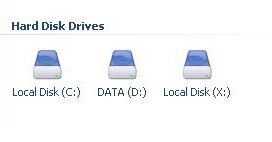 Hard Disk Drives
Local Disk (C:) DATA (D:) Local Disk (X:)